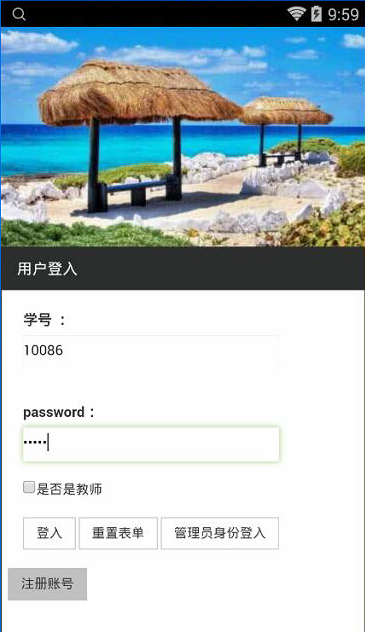 9:59
用户登入
学号 ：
10086
password：
•••••
是否是教师
登入 重置表单 管理员身份登入
注册账号